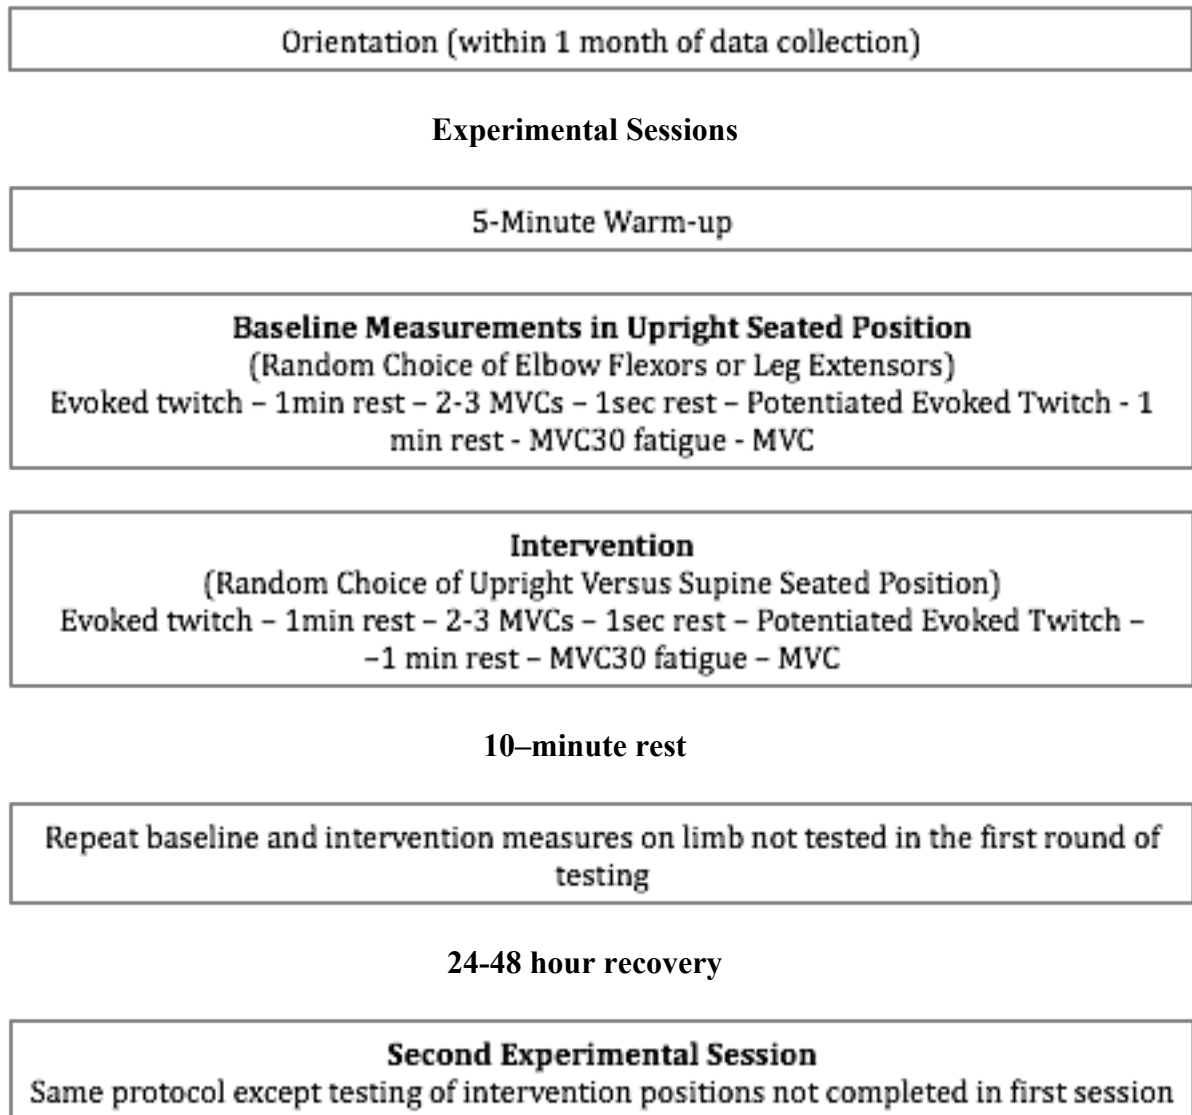 Orientation (within 1 month of data collection)
Experimental Sessions
5-Minute Warm-up
Baseline Measurements in Upright Seated Position
(Random Choice of Elbow Flexors or Leg Extensors)
Evoked twitch – 1min rest – 2-3 MVCs – 1sec rest – Potentiated Evoked Twitch - 1
min rest - MVC30 fatigue - MVC
Intervention
(Random Choice of Upright Versus Supine Seated Position)
Evoked twitch – 1min rest – 2-3 MVCs – 1sec rest – Potentiated Evoked Twitch –
–1 min rest – MVC30 fatigue – MVC
10–minute rest
Repeat baseline and intervention measures on limb not tested in the first round of
testing
24-48 hour recovery
Second Experimental Session
Same protocol except testing of intervention positions not completed in first session